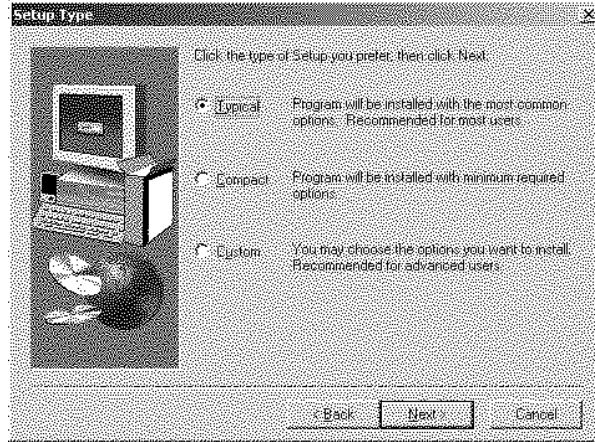 Setup Type
Click the type of Setup you prefer, then click Next.
Typical
Program will be installed with the most common
options. Recommended for most users.
Compact
Program will be installed with minimum required
options.
Custom
You may choose the options you want to install.
Recommended for advanced users.
< Back
Next >
Cancel